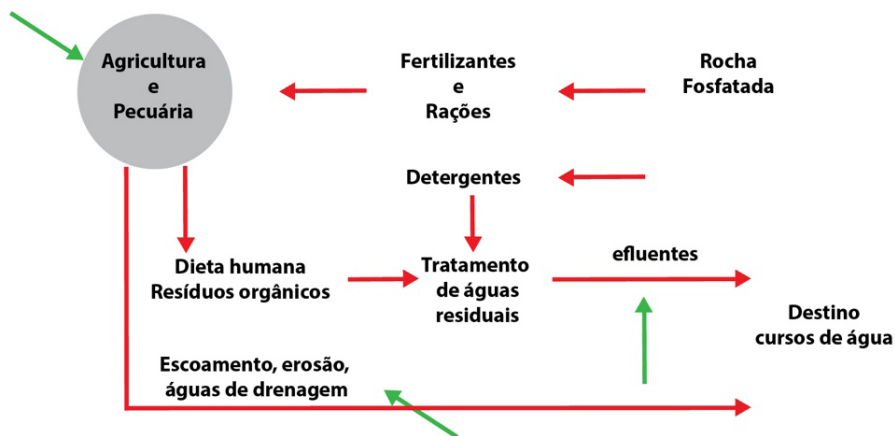 Agricultura
e
Pecuária
Fertilizantes
e
Rações
Rocha
Fosfatada
Detergentes
Dieta humana
Resíduos orgânicos
Tratamento
de águas
residuais
efluentes
Destino
cursos de água
Escoamento, erosão,
águas de drenagem